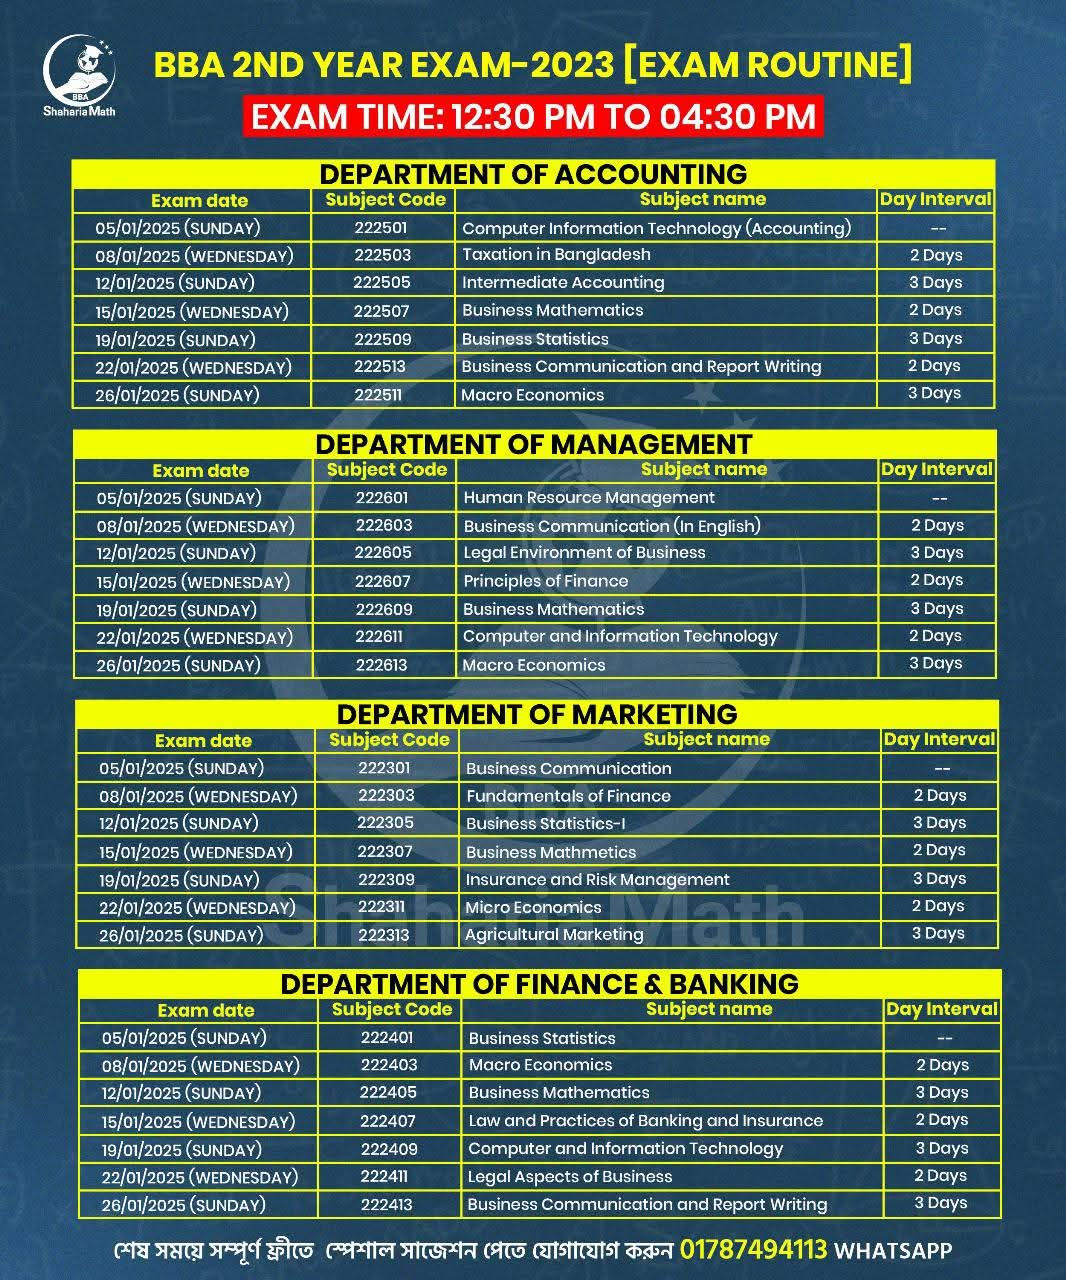 BBA
Shaharia Math
BBA 2ND YEAR EXAM-2023 [EXAM ROUTINE]
EXAM TIME: 12:30 PM TO 04:30 PM
DEPARTMENT OF ACCOUNTING
Exam date Subject Code Subject name Day Interval
05/01/2025 (SUNDAY) 222501 Computer Information Technology (Accounting) --
08/01/2025 (WEDNESDAY) 222503 Taxation in Bangladesh 2 Days
12/01/2025 (SUNDAY) 222505 Intermediate Accounting 3 Days
15/01/2025 (WEDNESDAY) 222507 Business Mathematics 2 Days
19/01/2025 (SUNDAY) 222509 Business Statistics 3 Days
22/01/2025 (WEDNESDAY) 222513 Business Communication and Report Writing 2 Days
26/01/2025 (SUNDAY) 222511 Macro Economics 3 Days
DEPARTMENT OF MANAGEMENT
Exam date Subject Code Subject name Day Interval
05/01/2025 (SUNDAY) 222601 Human Resource Management --
08/01/2025 (WEDNESDAY) 222603 Business Communication (In English) 2 Days
12/01/2025 (SUNDAY) 222605 Legal Environment of Business 3 Days
15/01/2025 (WEDNESDAY) 222607 Principles of Finance 2 Days
19/01/2025 (SUNDAY) 222609 Business Mathematics 3 Days
22/01/2025 (WEDNESDAY) 222611 Computer and Information Technology 2 Days
26/01/2025 (SUNDAY) 222613 Macro Economics 3 Days
DEPARTMENT OF MARKETING
Exam date Subject Code Subject name Day Interval
05/01/2025 (SUNDAY) 222301 Business Communication --
08/01/2025 (WEDNESDAY) 222303 Fundamentals of Finance 2 Days
12/01/2025 (SUNDAY) 222305 Business Statistics-I 3 Days
15/01/2025 (WEDNESDAY) 222307 Business Mathmetics 2 Days
19/01/2025 (SUNDAY) 222309 Insurance and Risk Management 3 Days
22/01/2025 (WEDNESDAY) 222311 Micro Economics 2 Days
26/01/2025 (SUNDAY) 222313 Agricultural Marketing 3 Days
DEPARTMENT OF FINANCE & BANKING
Exam date Subject Code Subject name Day Interval
05/01/2025 (SUNDAY) 222401 Business Statistics --
08/01/2025 (WEDNESDAY) 222403 Macro Economics 2 Days
12/01/2025 (SUNDAY) 222405 Business Mathematics 3 Days
15/01/2025 (WEDNESDAY) 222407 Law and Practices of Banking and Insurance 2 Days
19/01/2025 (SUNDAY) 222409 Computer and Information Technology 3 Days
22/01/2025 (WEDNESDAY) 222411 Legal Aspects of Business 2 Days
26/01/2025 (SUNDAY) 222413 Business Communication and Report Writing 3 Days
শেষ সময়ে সম্পূর্ণ ফ্রীতে স্পেশাল সাজেশন পেতে যোগাযোগ করুন 01787494113 WHATSAPP